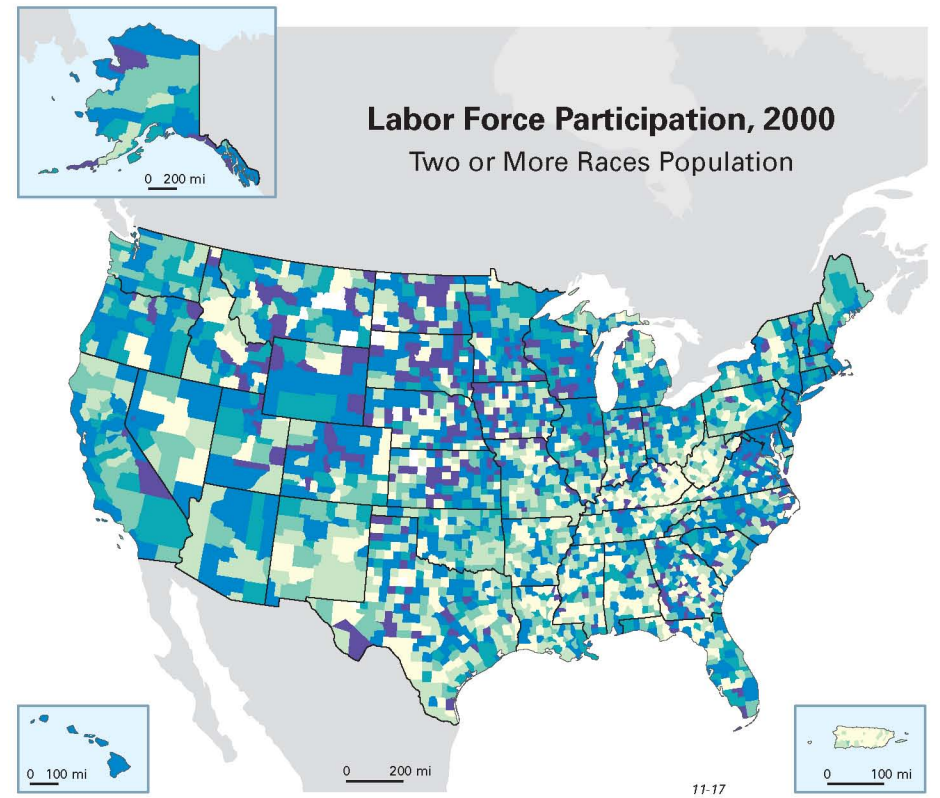 Labor Force Participation, 2000
Two or More Races Population
0 200 mi
0 100 mi
0 200 mi
11-17
0 100 mi